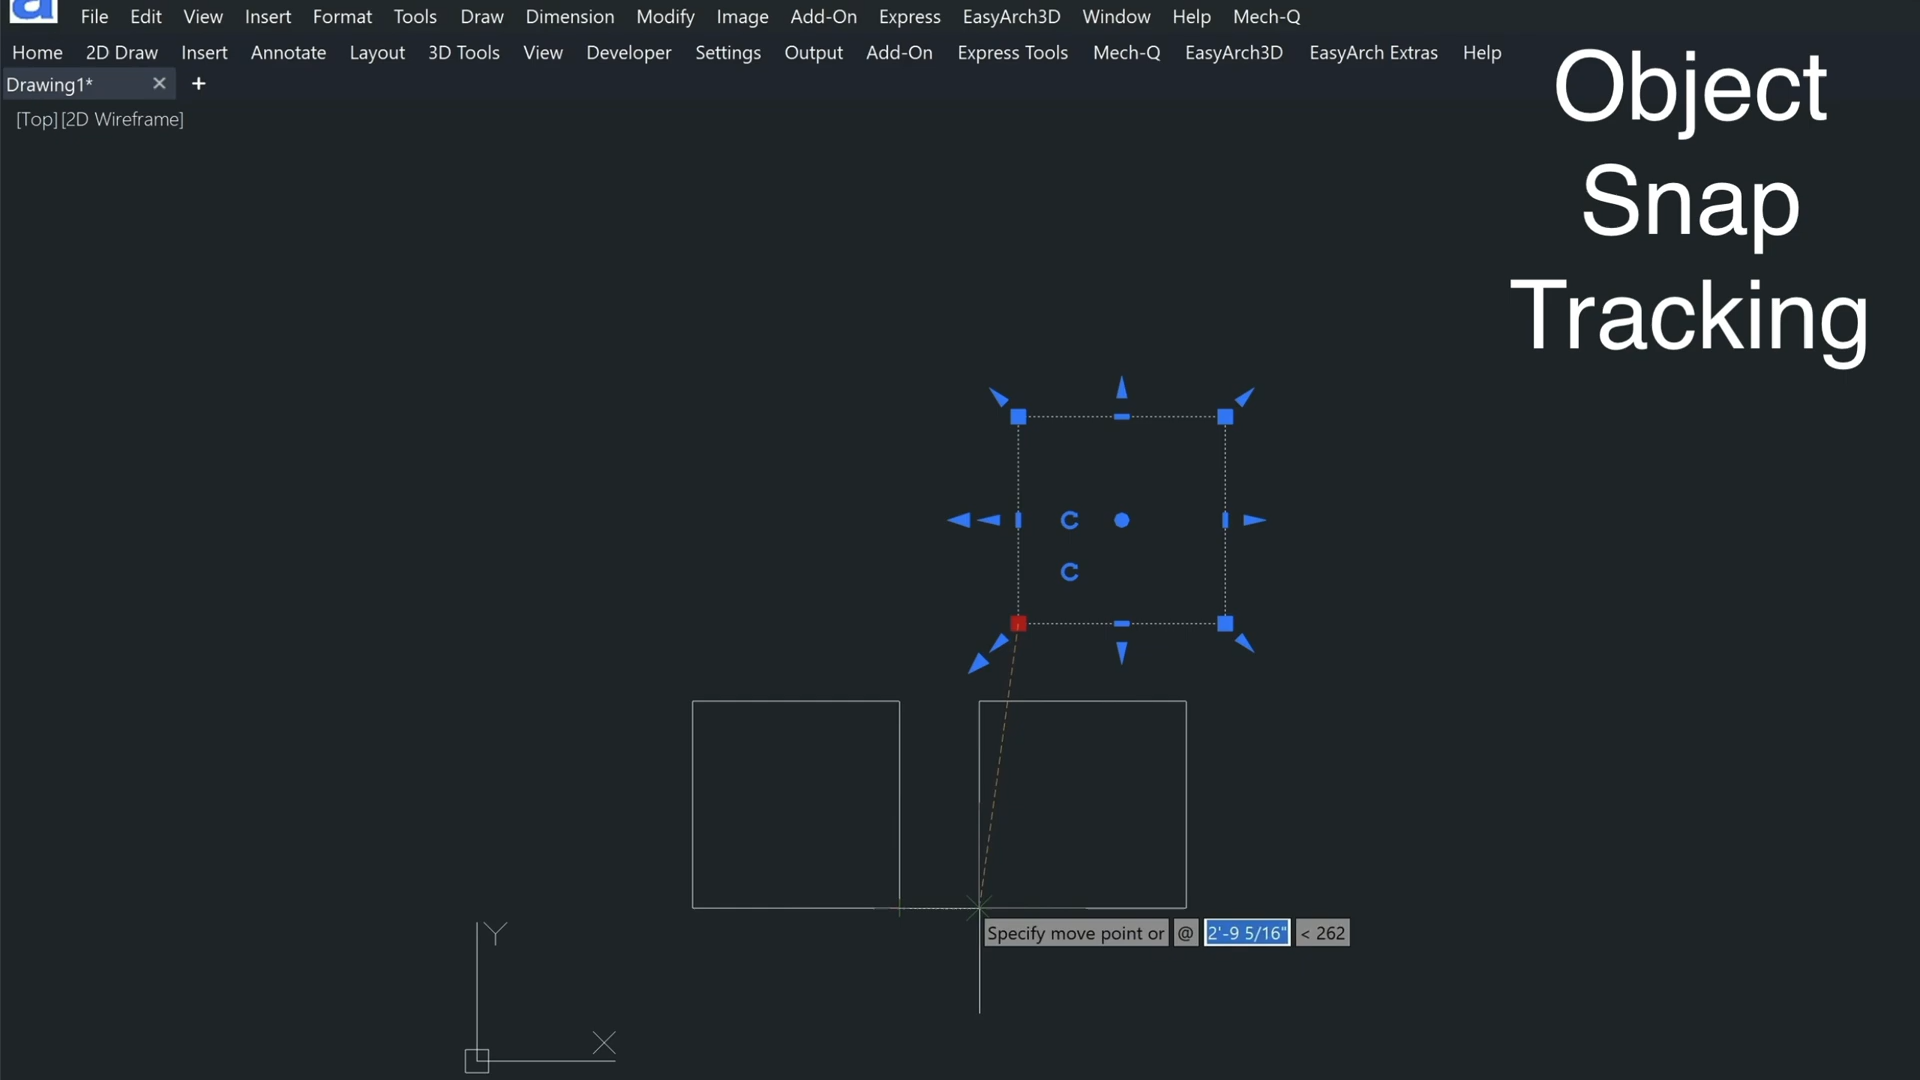 a File Edit View Insert Format Tools Draw Dimension Modify Image Add-On Express EasyArch3D Window Help Mech-Q
Home 2D Draw Insert Annotate Layout 3D Tools View Developer Settings Output Add-On Express Tools Mech-Q EasyArch3D EasyArch Extras Help
Drawing1*
[Top] [2D Wireframe]
Object
Snap
Tracking
C
C
Specify move point or @ 2'-9 5/16" < 262
Y
X